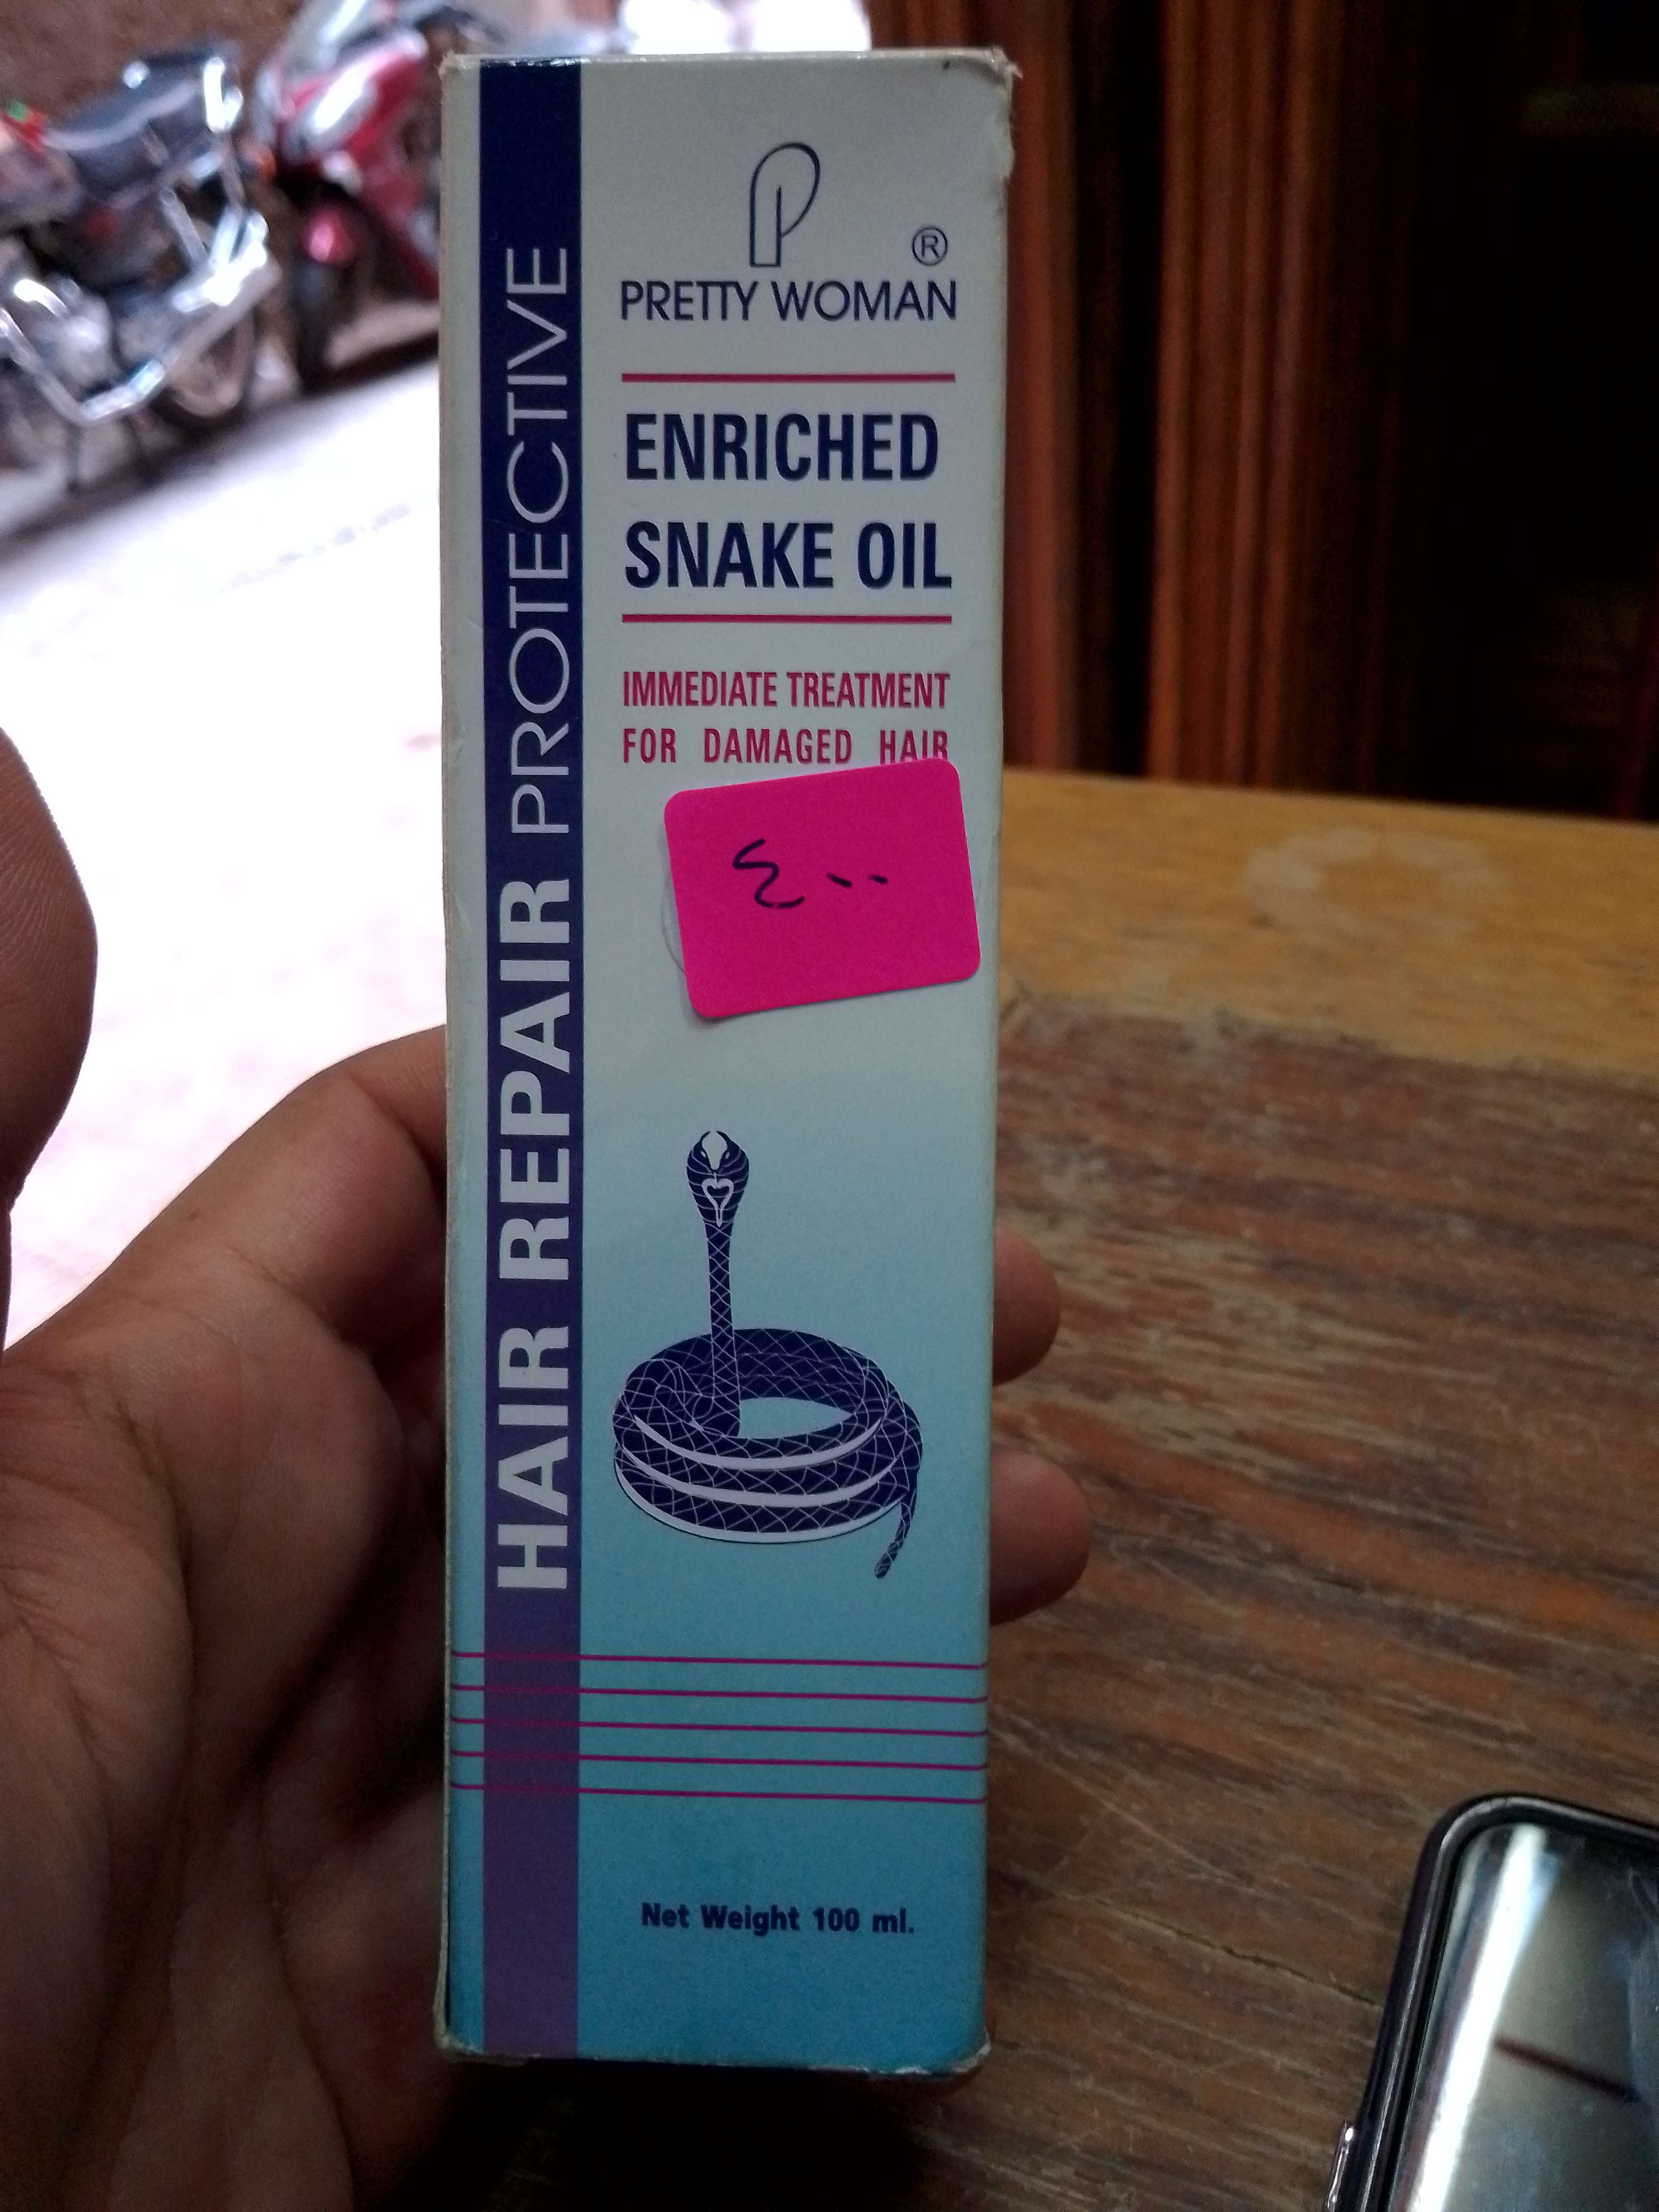 PRETTY WOMAN ®
ENRICHED
SNAKE OIL
IMMEDIATE TREATMENT
FOR DAMAGED HAIR
٤٠٠
HAIR REPAIR PROTECTIVE
Net Weight 100 ml.